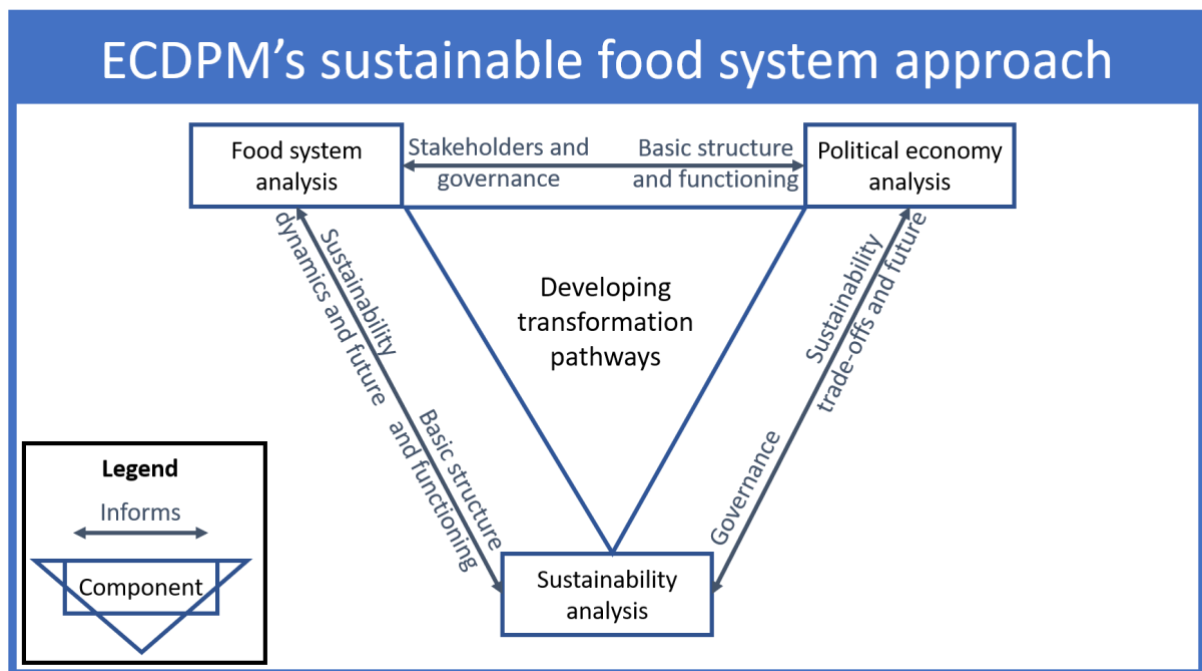 ECDPM's sustainable food system approach
Food system
analysis
Stakeholders and
governance
Basic structure
and functioning
Political economy
analysis
Sustainability
dynamics and future
Basic structure
and functioning
Developing
transformation
pathways
Sustainability
trade-offs and future
Governance
Sustainability
analysis
Legend
Informs
Component